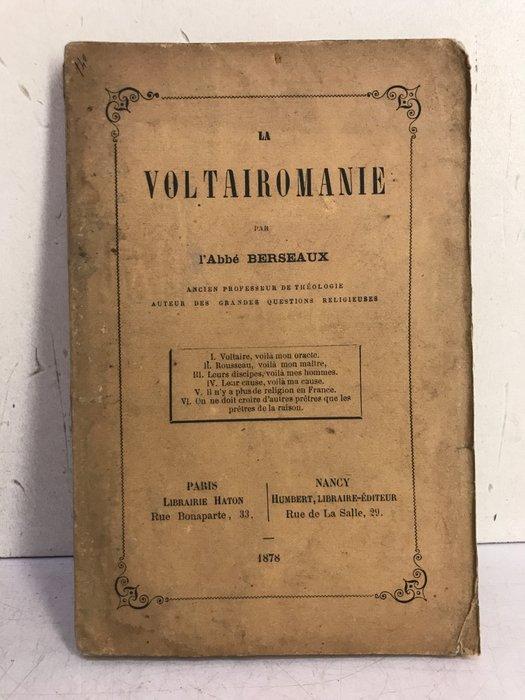 LA
VOLTAIROMANIE
PAR
l'Abbé BERSEAUX
ANCIEN PROFESSEUR DE THÉOLOGIE
AUTEUR DES GRANDES QUESTIONS RELIGIEUSES
I. Voltaire, voilà mon oracle.
II. Rousseau, voilà mon maître,
III. Leurs discipes, voilà mes hommes.
IV. Leur cause, voilà ma cause.
V. Il n'y a plus de religion en France.
VI. On ne doit croire d'autres prêtres que les
prêtres de la raison.
PARIS
LIBRAIRIE HATON
Rue Bonaparte, 33.
NANCY
HUMBERT, LIBRAIRE-ÉDITEUR
Rue de La Salle, 29.
1878